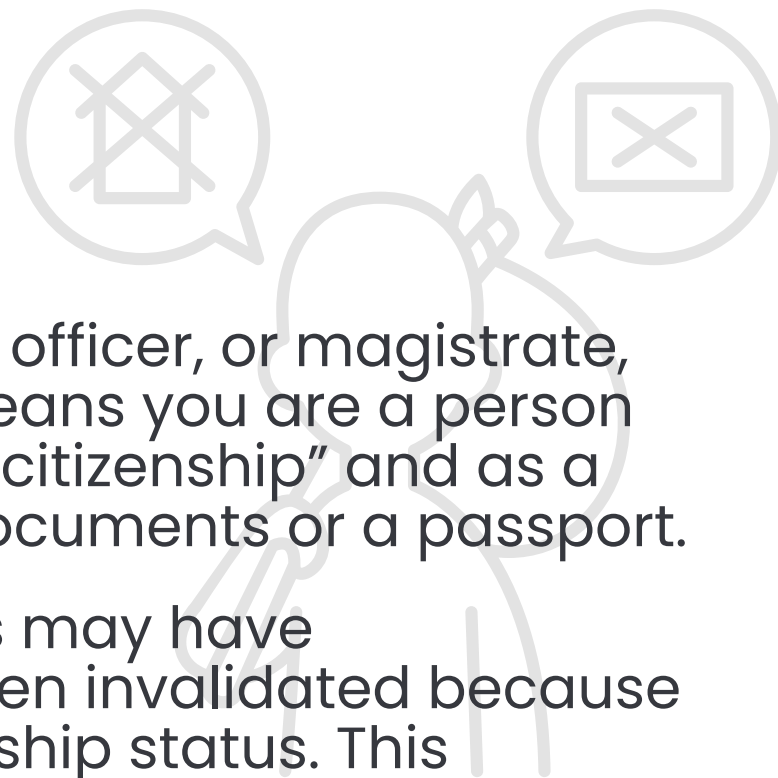 officer, or magistrate,
eans you are a person
citizenship” and as a
ocuments or a passport.
s may have
en invalidated because
ship status. This